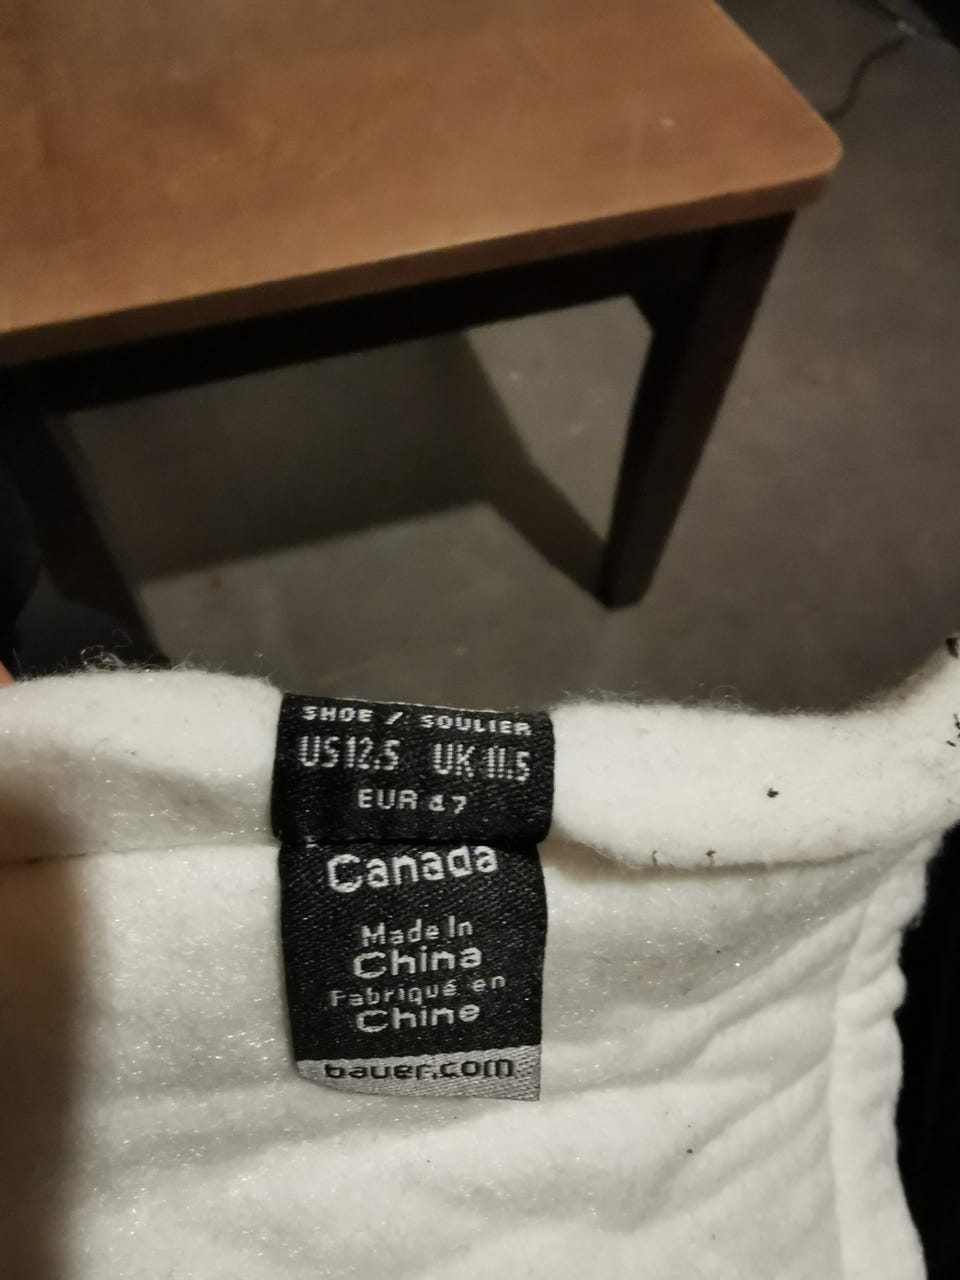 SHOE / SOULIER
US 12.5 UK 11.5
EUR 47
Canada
Made In
China
Fabriqué en
Chine
bauer.com